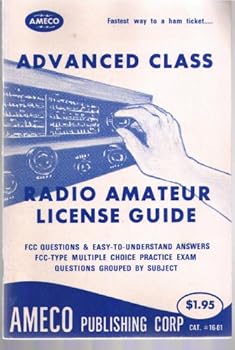 AMECO
Fastest way to a ham ticket....
ADVANCED CLASS
RADIO AMATEUR
LICENSE GUIDE
FCC QUESTIONS & EASY-TO-UNDERSTAND ANSWERS
FCC-TYPE MULTIPLE CHOICE PRACTICE EXAM
QUESTIONS GROUPED BY SUBJECT
$1.95
AMECO PUBLISHING CORP CAT. #16-01